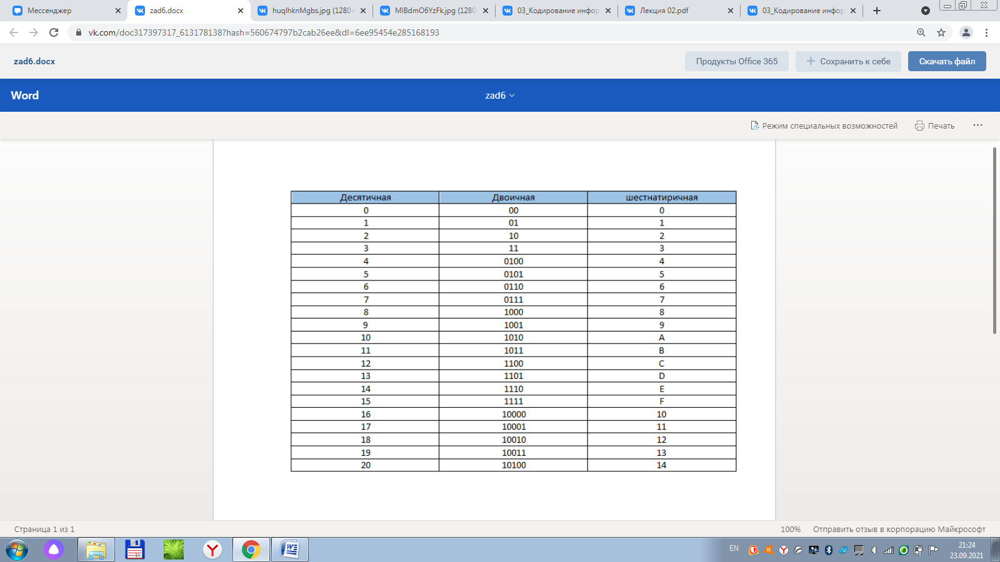 Мессенджер
zad6.docx
huqIhknMgbs.jpg (1280×
MlBdmO6YzFk.jpg (1280
03_Кодирование инфор
Лекция 02.pdf
03_Кодирование инфор
vk.com/doc317397317_613178138?hash=560674797b2cab26ee&dl=6ee95454e285168193
zad6.docx
Продукты Office 365
Сохранить к себе
Скачать файл
Word
zad6
Режим специальных возможностей
Печать
Десятичная Двоичная шестнатиричная
0 00 0
1 01 1
2 10 2
3 11 3
4 0100 4
5 0101 5
6 0110 6
7 0111 7
8 1000 8
9 1001 9
10 1010 A
11 1011 B
12 1100 C
13 1101 D
14 1110 E
15 1111 F
16 10000 10
17 10001 11
18 10010 12
19 10011 13
20 10100 14
Страница 1 из 1
100%
Отправить отзыв в корпорацию Майкрософт
64
EN
21:24
23.09.2021